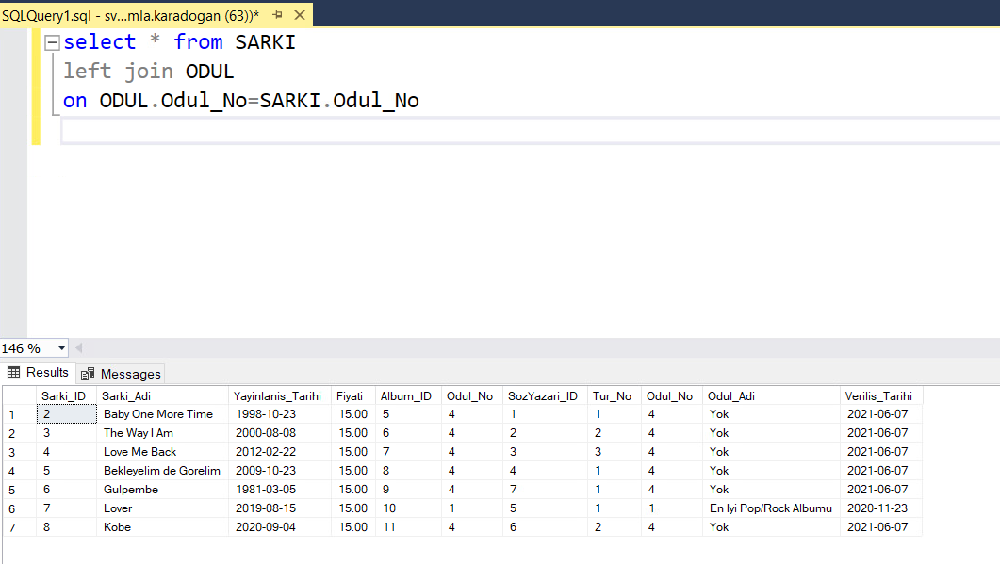 SQLQuery1.sql - sv...mla.karadogan (63))*
select * from SARKI
left join ODUL
on ODUL.Odul_No=SARKI.Odul_No
146 %
Results Messages
Sarki_ID Sarki_Adi Yayinlanis_Tarihi Fiyati Album_ID Odul_No SozYazari_ID Tur_No Odul_No Odul_Adi Verilis_Tarihi
1 2 Baby One More Time 1998-10-23 15.00 5 4 1 1 4 Yok 2021-06-07
2 3 The Way I Am 2000-08-08 15.00 6 4 2 2 4 Yok 2021-06-07
3 4 Love Me Back 2012-02-22 15.00 7 4 3 3 4 Yok 2021-06-07
4 5 Bekleyelim de Gorelim 2009-10-23 15.00 8 4 4 1 4 Yok 2021-06-07
5 6 Gulpembe 1981-03-05 15.00 9 4 7 1 4 Yok 2021-06-07
6 7 Lover 2019-08-15 15.00 10 1 5 1 1 En Iyi Pop/Rock Albumu 2020-11-23
7 8 Kobe 2020-09-04 15.00 11 4 6 2 4 Yok 2021-06-07